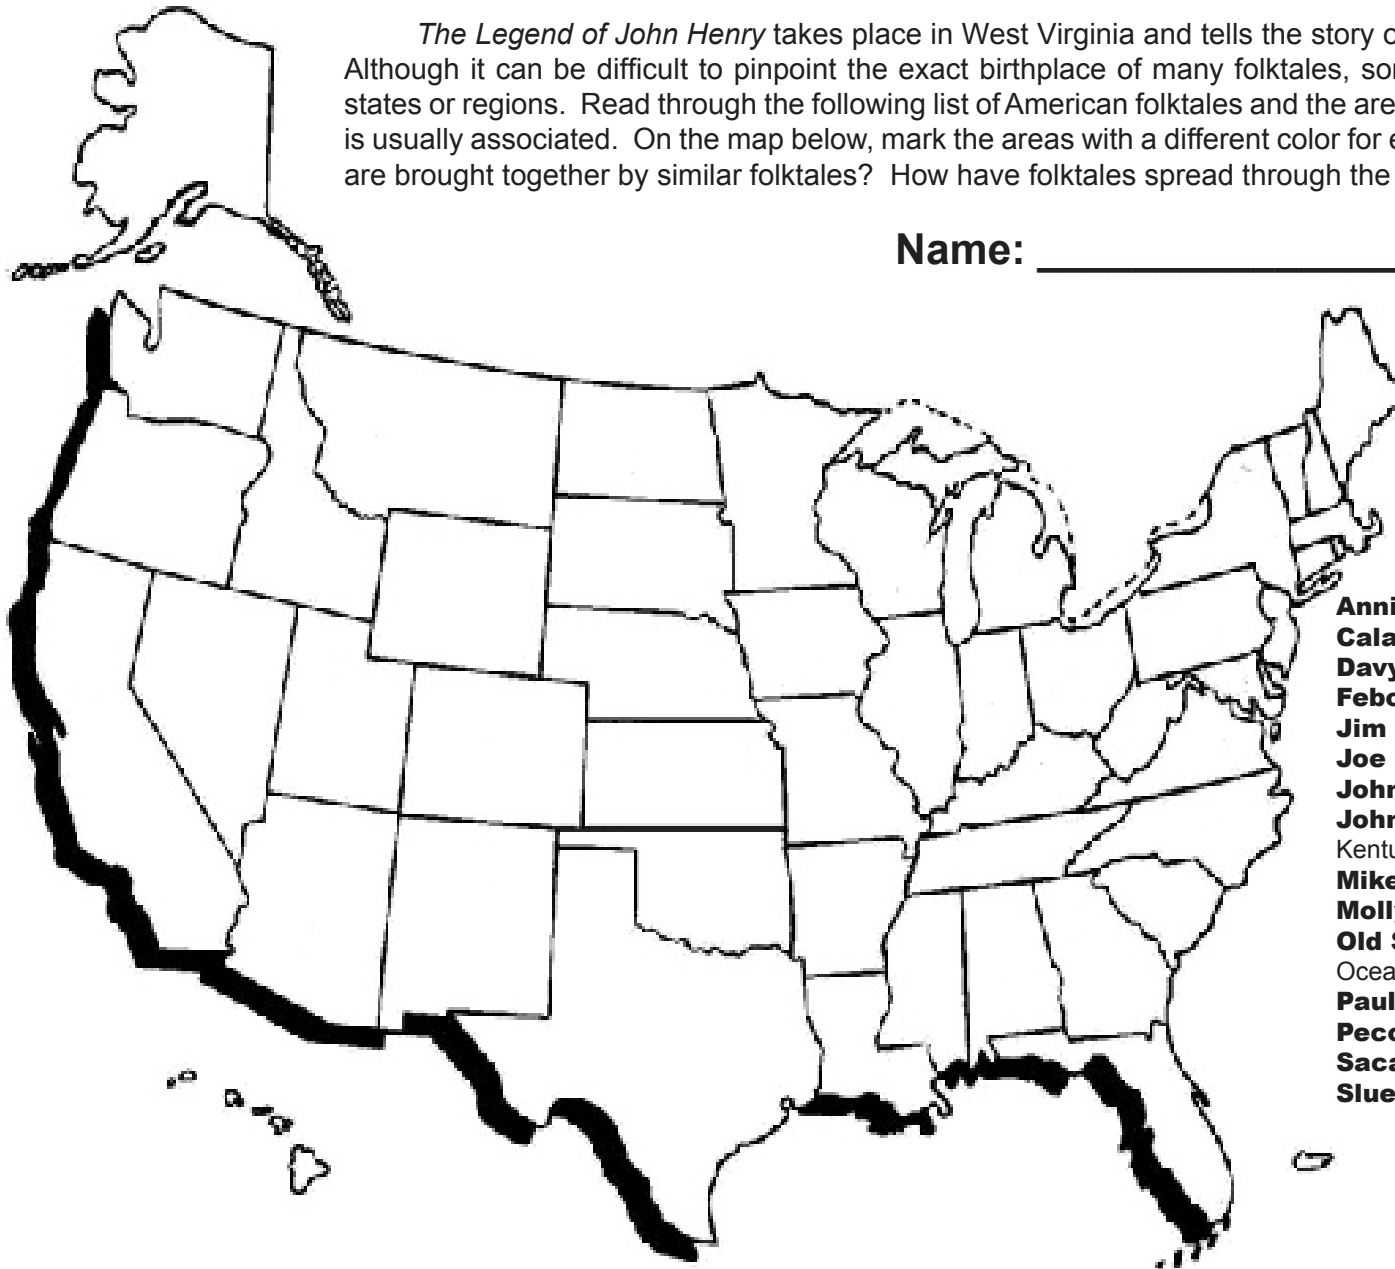 The Legend of John Henry takes place in West Virginia and tells the story o
Although it can be difficult to pinpoint the exact birthplace of many folktales, so
states or regions.  Read through the following list of American folktales and the are
is usually associated.  On the map below, mark the areas with a different color for e
are brought together by similar folktales?  How have folktales spread through the
Name:
Anni
Cala
Davy
Febo
Jim
Joe
John
John
Kentu
Mike
Molly
Old S
Ocea
Paul
Peco
Saca
Slue